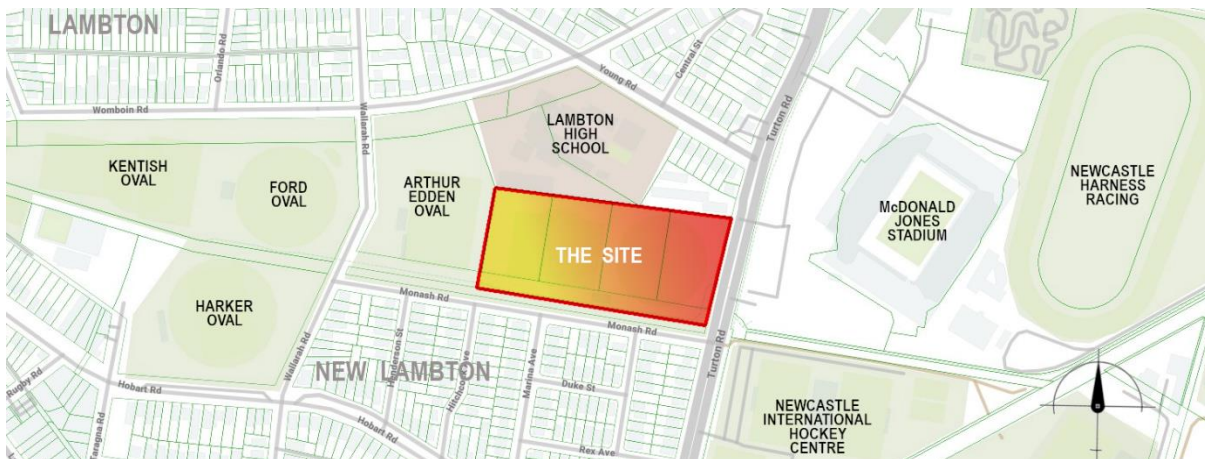 LAMBTON
Orlando Rd
Womboin Rd
Wallarah Rd
Young Rd
Central St
Turton Rd
LAMBTON
HIGH
SCHOOL
KENTISH
OVAL
FORD
OVAL
ARTHUR
EDDEN
OVAL
McDONALD
JONES
STADIUM
NEWCASTLE
HARNESS
RACING
THE SITE
HARKER
OVAL
Monash Rd
Monash Rd
Wallarah Rd
NEW LAMBTON
Marina Ave
Duke St
Turton Rd
Rugby Rd
Hobart Rd
Hobart Rd
Rex Ave
NEWCASTLE
INTERNATIONAL
HOCKEY
CENTRE